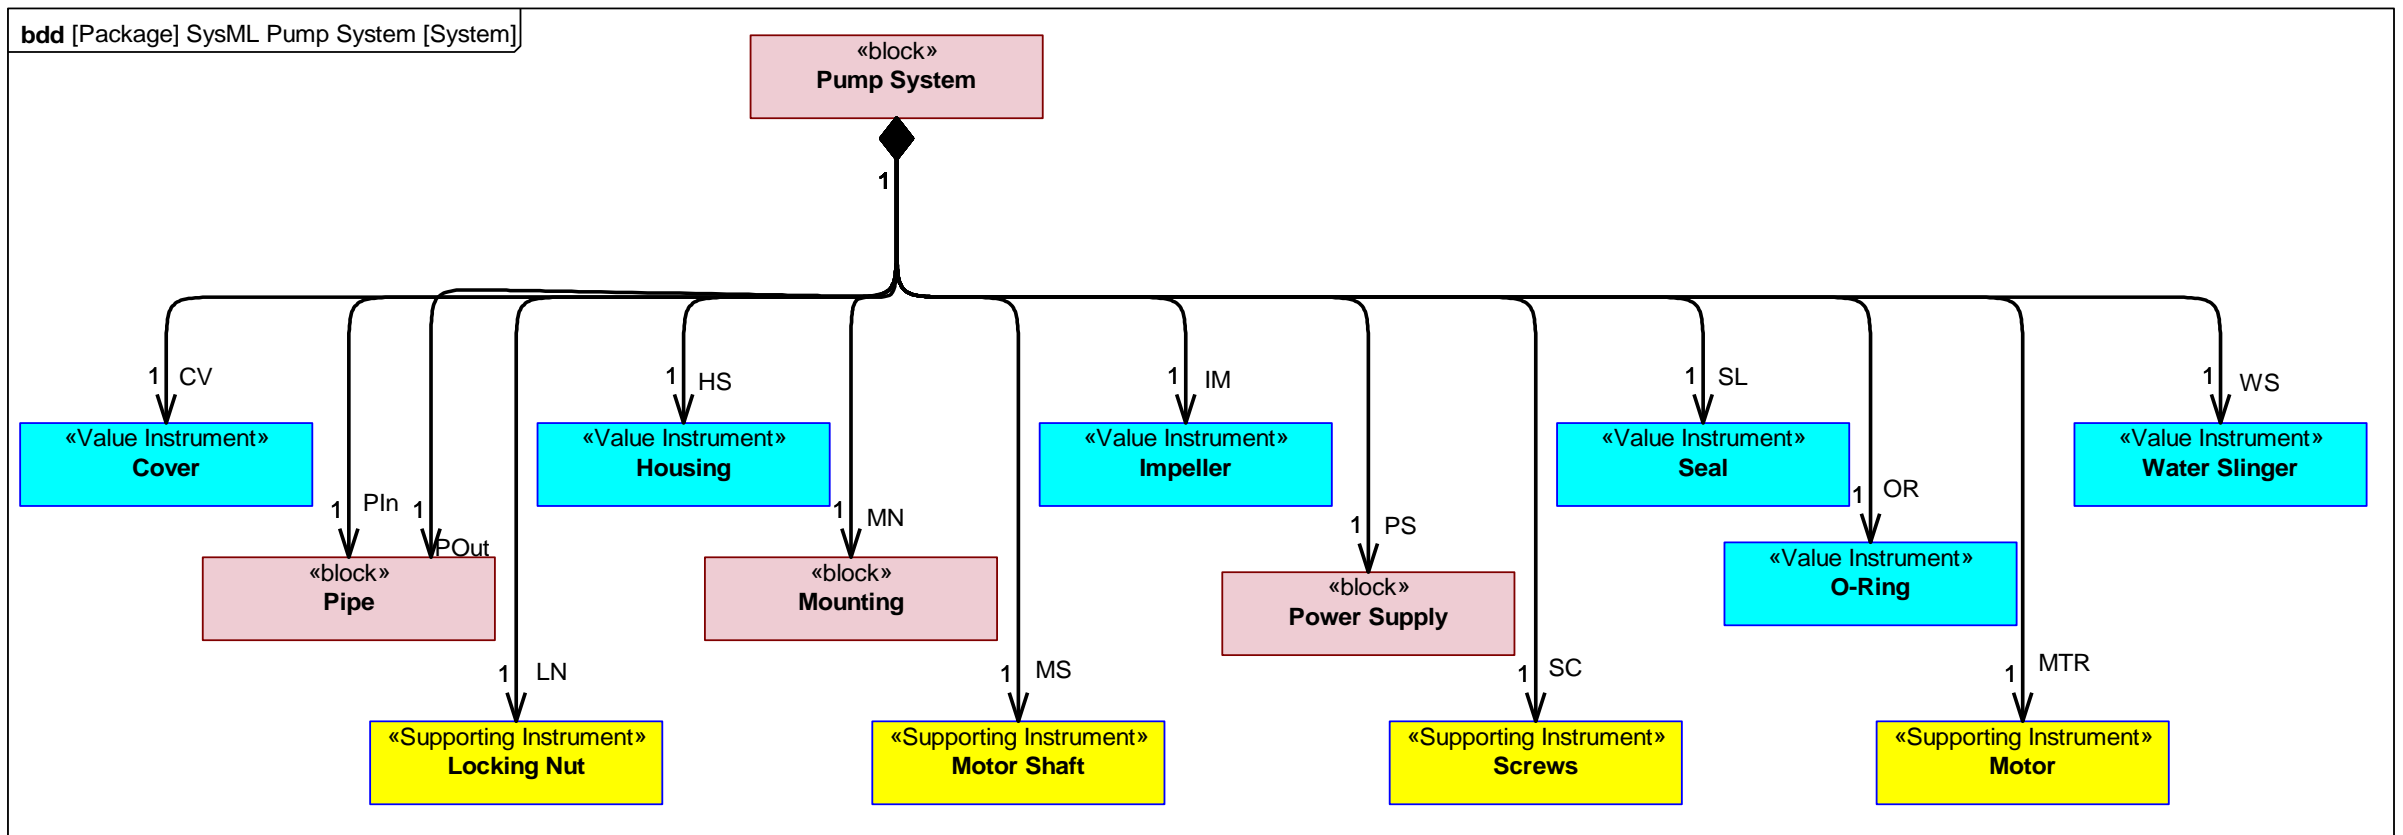 bdd [Package] SysML Pump System [System]
«block»
Pump System
1
1 CV
1 HS
1 IM
1 SL
1 WS
«Value Instrument»
Cover
«Value Instrument»
Housing
«Value Instrument»
Impeller
«Value Instrument»
Seal
«Value Instrument»
Water Slinger
1 PIn
1 POut
1 MN
1 PS
1 OR
«block»
Pipe
«block»
Mounting
«block»
Power Supply
«Value Instrument»
O-Ring
1 LN
1 MS
1 SC
1 MTR
«Supporting Instrument»
Locking Nut
«Supporting Instrument»
Motor Shaft
«Supporting Instrument»
Screws
«Supporting Instrument»
Motor